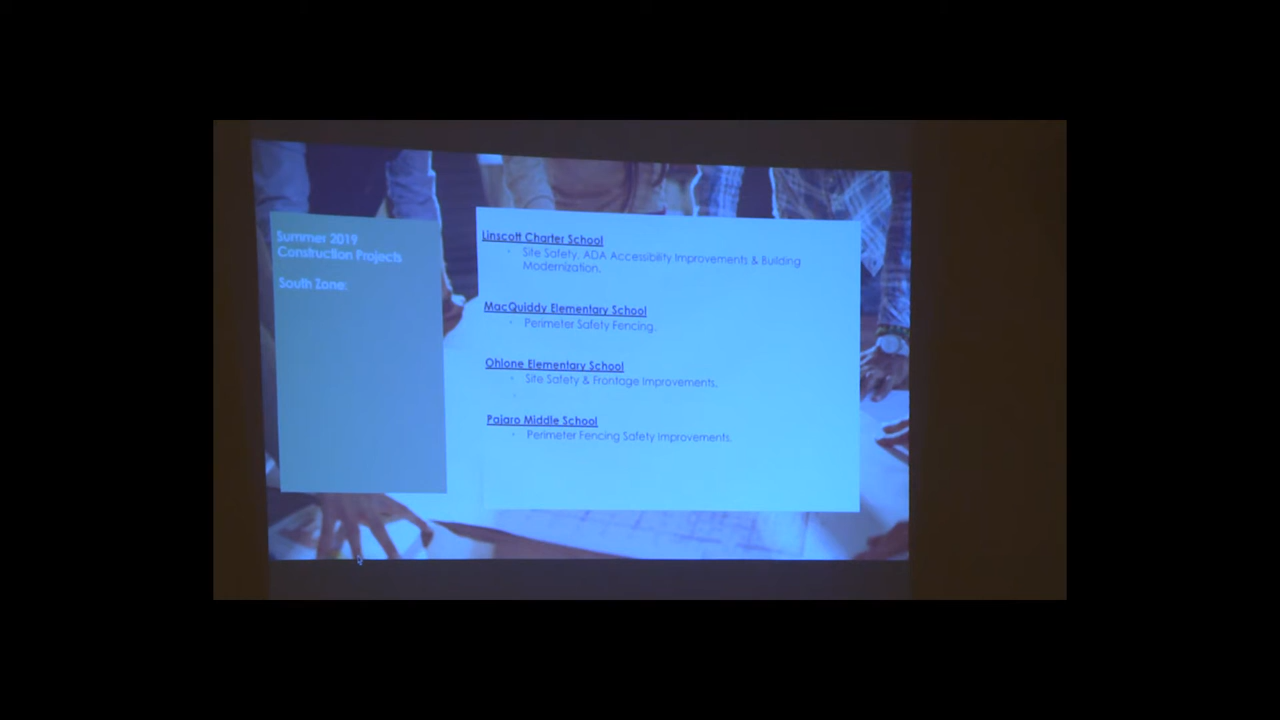 Summer 2019
Construction Projects
South Zone:
Linscott Charter School
Site Safety, ADA Accessibility Improvements & Building
Modernization.
MacQuiddy Elementary School
Perimeter Safety Fencing.
Ohlone Elementary School
Site Safety & Frontage Improvements.
Pajaro Middle School
Perimeter Fencing Safety Improvements.